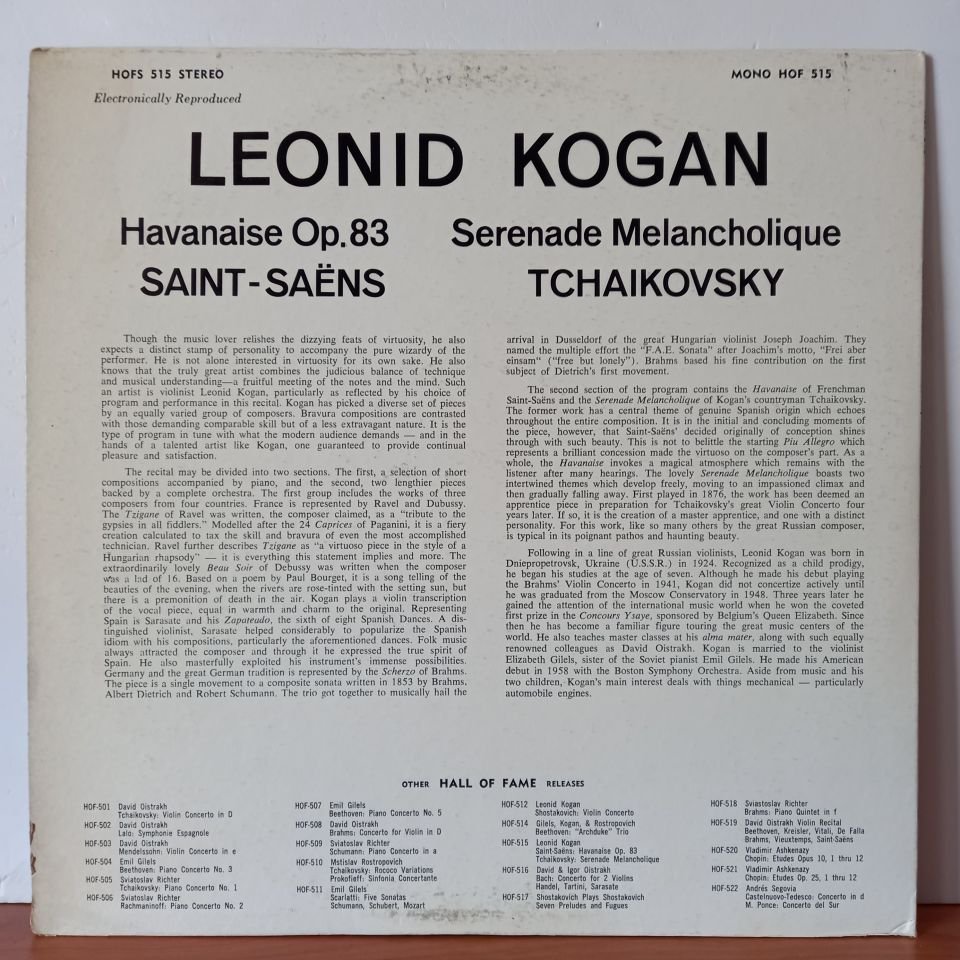 HOFS 515 STEREO
MONO HOF 515
Electronically Reproduced
LEONID KOGAN
Havanaise Op.83
SAINT-SAËNS
Serenade Melancholique
TCHAIKOVSKY
Though the music lover relishes the dizzying feats of virtuosity, he also
expects a distinct stamp of personality to accompany the pure wizardy of the
performer. He is not alone interested in virtuosity for its own sake. He also
knows that the truly great artist combines the judicious balance of technique
and musical understanding—a fruitful meeting of the notes and the mind. Such
an artist is violinist Leonid Kogan, particularly as reflected by his choice of
program and performance in this recital. Kogan has picked a diverse set of pieces
by an equally varied group of composers. Bravura compositions are contrasted
with those demanding comparable skill but of a less extravagant nature. It is the
type of program in tune with what the modern audience demands — and in the
hands of a talented artist like Kogan, one guaranteed to provide continual
pleasure and satisfaction.
The recital may be divided into two sections. The first, a selection of short
compositions accompanied by piano, and the second, two lengthier pieces
backed by a complete orchestra. The first group includes the works of three
composers from four countries. France is represented by Ravel and Debussy.
The Tzigane of Ravel was written, the composer claimed, as a “tribute to the
gypsies in all fiddlers.” Modelled after the 24 Caprices of Paganini, it is a fiery
creation calculated to tax the skill and bravura of even the most accomplished
technician. Ravel further describes Tzigane as “a virtuoso piece in the style of a
Hungarian rhapsody” — it is everything this statement implies and more. The
extraordinarily lovely Beau Soir of Debussy was written when the composer
was a lad of 16. Based on a poem by Paul Bourget, it is a song telling of the
beauties of the evening, when the rivers are rose-tinted with the setting sun, but
there is a premonition of death in the air. Kogan plays a violin transcription
of the vocal piece, equal in warmth and charm to the original. Representing
Spain is Sarasate and his Zapateado, the sixth of eight Spanish Dances. A dis-
tinguished violinist, Sarasate helped considerably to popularize the Spanish
idiom with his compositions, particularly the aforementioned dances. Folk music
always attracted the composer and through it he expressed the true spirit of
Spain. He also masterfully exploited his instrument's immense possibilities.
Germany and the great German tradition is represented by the Scherzo of Brahms.
The piece is a single movement to a composite sonata written in 1853 by Brahms,
Albert Dietrich and Robert Schumann. The trio got together to musically hail the
arrival in Dusseldorf of the great Hungarian violinist Joseph Joachim. They
named the multiple effort the “F.A.E. Sonata” after Joachim's motto, “Frei aber
einsam“ (“free but lonely”). Brahms based his fine contribution on the first
subject of Dietrich's first movement.
The second section of the program contains the Havanaise of Frenchman
Saint-Saëns and the Serenade Melancholique of Kogan's countryman Tchaikovsky.
The former work has a central theme of genuine Spanish origin which echoes
throughout the entire composition. It is in the initial and concluding moments of
the piece, however, that Saint-Saëns' decided originally of conception shines
through with such beauty. This is not to belittle the starting Piu Allegro which
represents a brilliant concession made the virtuoso on the composer's part. As a
whole, the Havanaise invokes a magical atmosphere which remains with the
listener after many hearings. The lovely Serenade Melancholique boasts two
intertwined themes which develop freely, moving to an impassioned climax and
then gradually falling away. First played in 1876, the work has been deemed an
apprentice piece in preparation for Tchaikovsky's great Violin Concerto four
years later. If so, it is the creation of a master apprentice, and one with a distinct
personality. For this work, like so many others by the great Russian composer,
is typical in its poignant pathos and haunting beauty.
Following in a line of great Russian violinists, Leonid Kogan was born in
Dniepropetrovsk, Ukraine (U.S.S.R.) in 1924. Recognized as a child prodigy,
he began his studies at the age of seven. Although he made his debut playing
the Brahms' Violin Concerto in 1941, Kogan did not concertize actively until
he was graduated from the Moscow Conservatory in 1948. Three years later he
gained the attention of the international music world when he won the coveted
first prize in the Concours Ysaye, sponsored by Belgium's Queen Elizabeth. Since
then he has become a familiar figure touring the great music centers of the
world. He also teaches master classes at his alma mater, along with such equally
renowned colleagues as David Oistrakh. Kogan is married to the violinist
Elizabeth Gilels, sister of the Soviet pianist Emil Gilels. He made his American
debut in 1958 with the Boston Symphony Orchestra. Aside from music and his
two children, Kogan's main interest deals with things mechanical — particularly
automobile engines.
OTHER HALL OF FAME RELEASES
HOF-501 David Oistrakh
Tchaikovsky: Violin Concerto in D
HOF-502 David Oistrakh
Lalo: Symphonie Espagnole
HOF-503 David Oistrakh
Mendelssohn: Violin Concerto in e
HOF-504 Emil Gilels
Beethoven: Piano Concerto No. 3
HOF-505 Sviatoslav Richter
Tchaikovsky: Piano Concerto No. 1
HOF-506 Sviatoslav Richter
Rachmaninoff: Piano Concerto No. 2
HOF-507 Emil Gilels
Beethoven: Piano Concerto No. 5
HOF-508 David Oistrakh
Brahms: Concerto for Violin in D
HOF-509 Sviatoslav Richter
Schumann: Piano Concerto in a
HOF-510 Mstislav Rostropovich
Tchaikovsky: Rococo Variations
Prokofieff: Sinfonia Concertante
HOF-511 Emil Gilels
Scarlatti: Five Sonatas
Schumann, Schubert, Mozart
HOF-512 Leonid Kogan
Shostakovich: Violin Concerto
HOF-514 Gilels, Kogan, & Rostropovich
Beethoven: "Archduke" Trio
HOF-515 Leonid Kogan
Saint-Saëns: Havanaise Op. 83
Tchaikovsky: Serenade Melancholique
HOF-516 David & Igor Oistrakh
Bach: Concerto for 2 Violins
Handel, Tartini, Sarasate
HOF-517 Shostakovich Plays Shostakovich
Seven Preludes and Fugues
HOF-518 Sviastoslav Richter
Brahms: Piano Quintet in f
HOF-519 David Oistrakh Violin Recital
Beethoven, Kreisler, Vitali, De Falla
Brahms, Vieuxtemps, Saint-Saëns
HOF-520 Vladimir Ashkenazy
Chopin: Etudes Opus 10, 1 thru 12
HOF-521 Vladimir Ashkenazy
Chopin: Etudes Op. 25, 1 thru 12
HOF-522 Andrés Segovia
Castelnuovo-Tedesco: Concerto in d
M. Ponce: Concerto del Sur